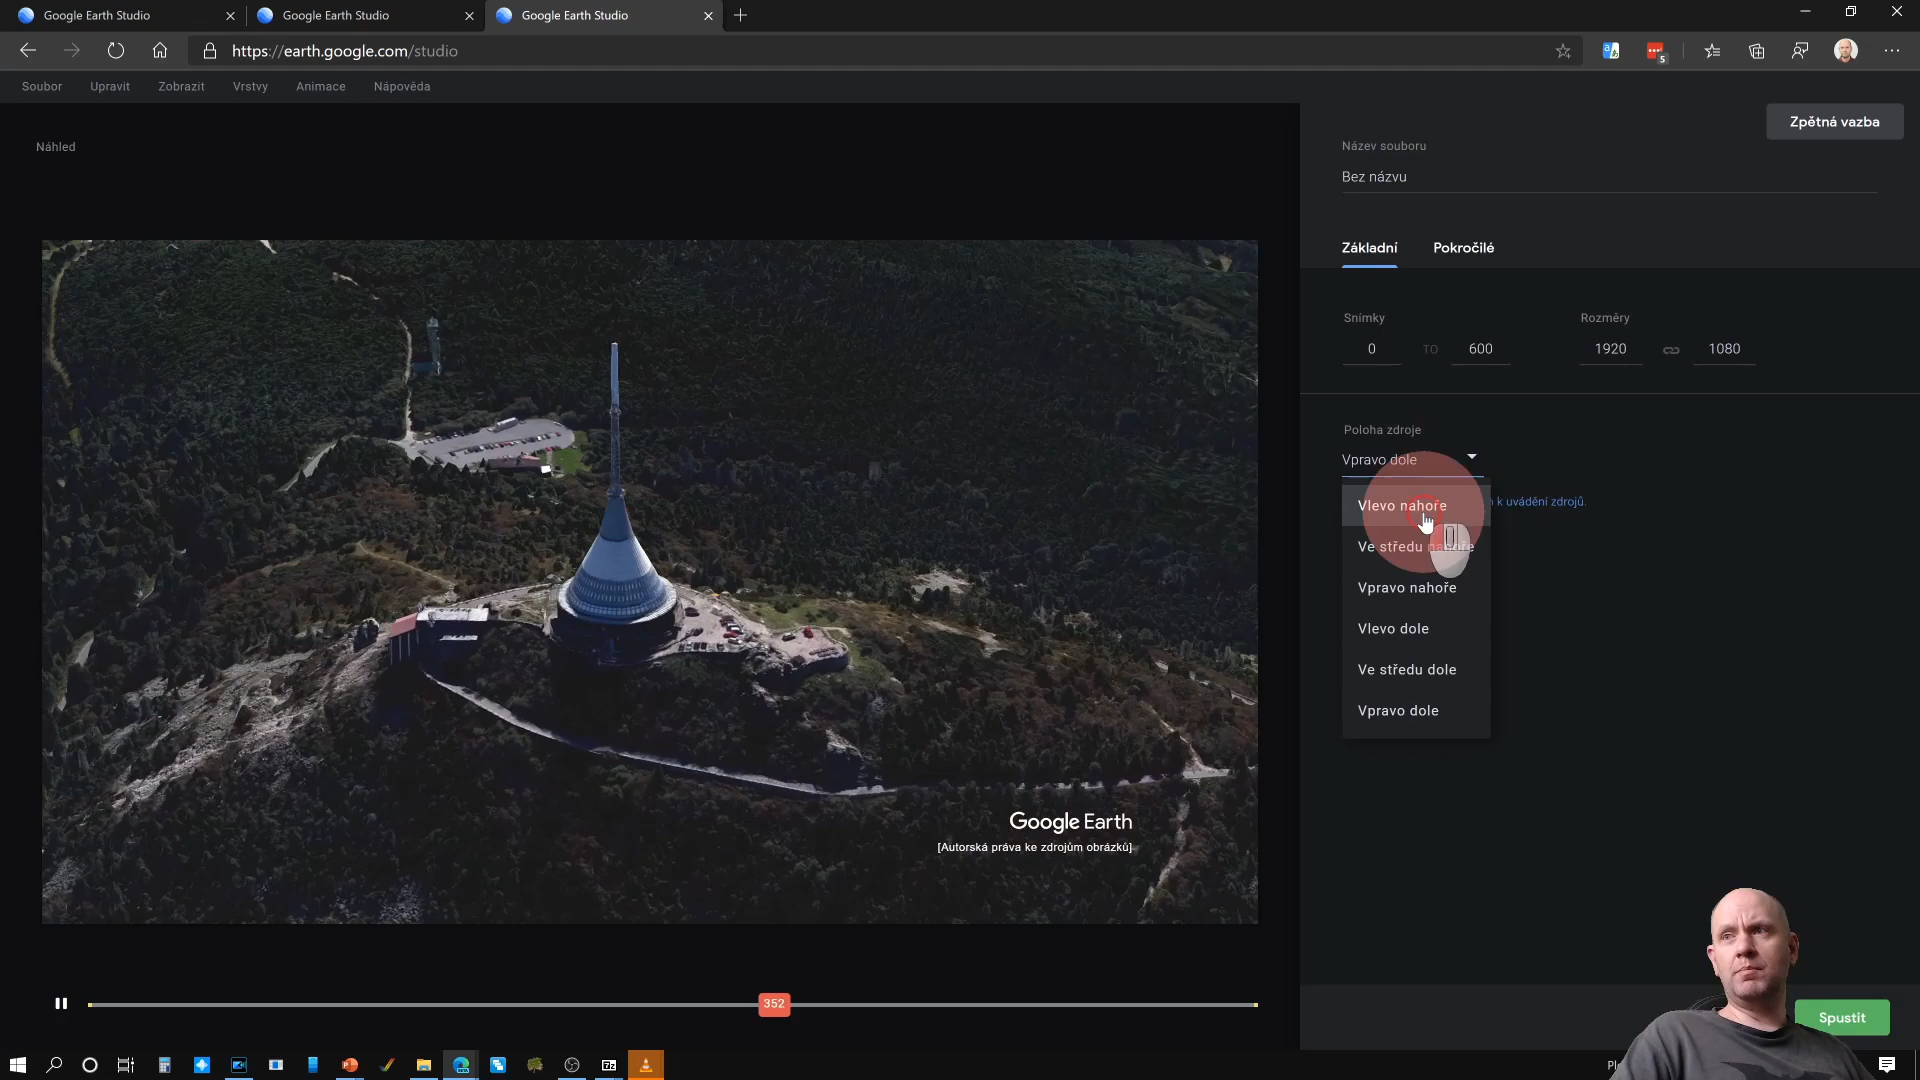 Google Earth Studio
Google Earth Studio
Google Earth Studio
https://earth.google.com/studio
5
Soubor
Upravit
Zobrazit
Vrstvy
Animace
Nápověda
Zpětná vazba
Náhled
Název souboru
Bez názvu
Základní
Pokročilé
Snímky
Rozměry
0
TO
600
1920
1080
Poloha zdroje
Vpravo dole
Vlevo nahoře
k uvádění zdrojů.
Ve středu nahoře
Vpravo nahoře
Vlevo dole
Ve středu dole
Vpravo dole
Google Earth
[Autorská práva ke zdrojům obrázků]
352
Spustit
7z